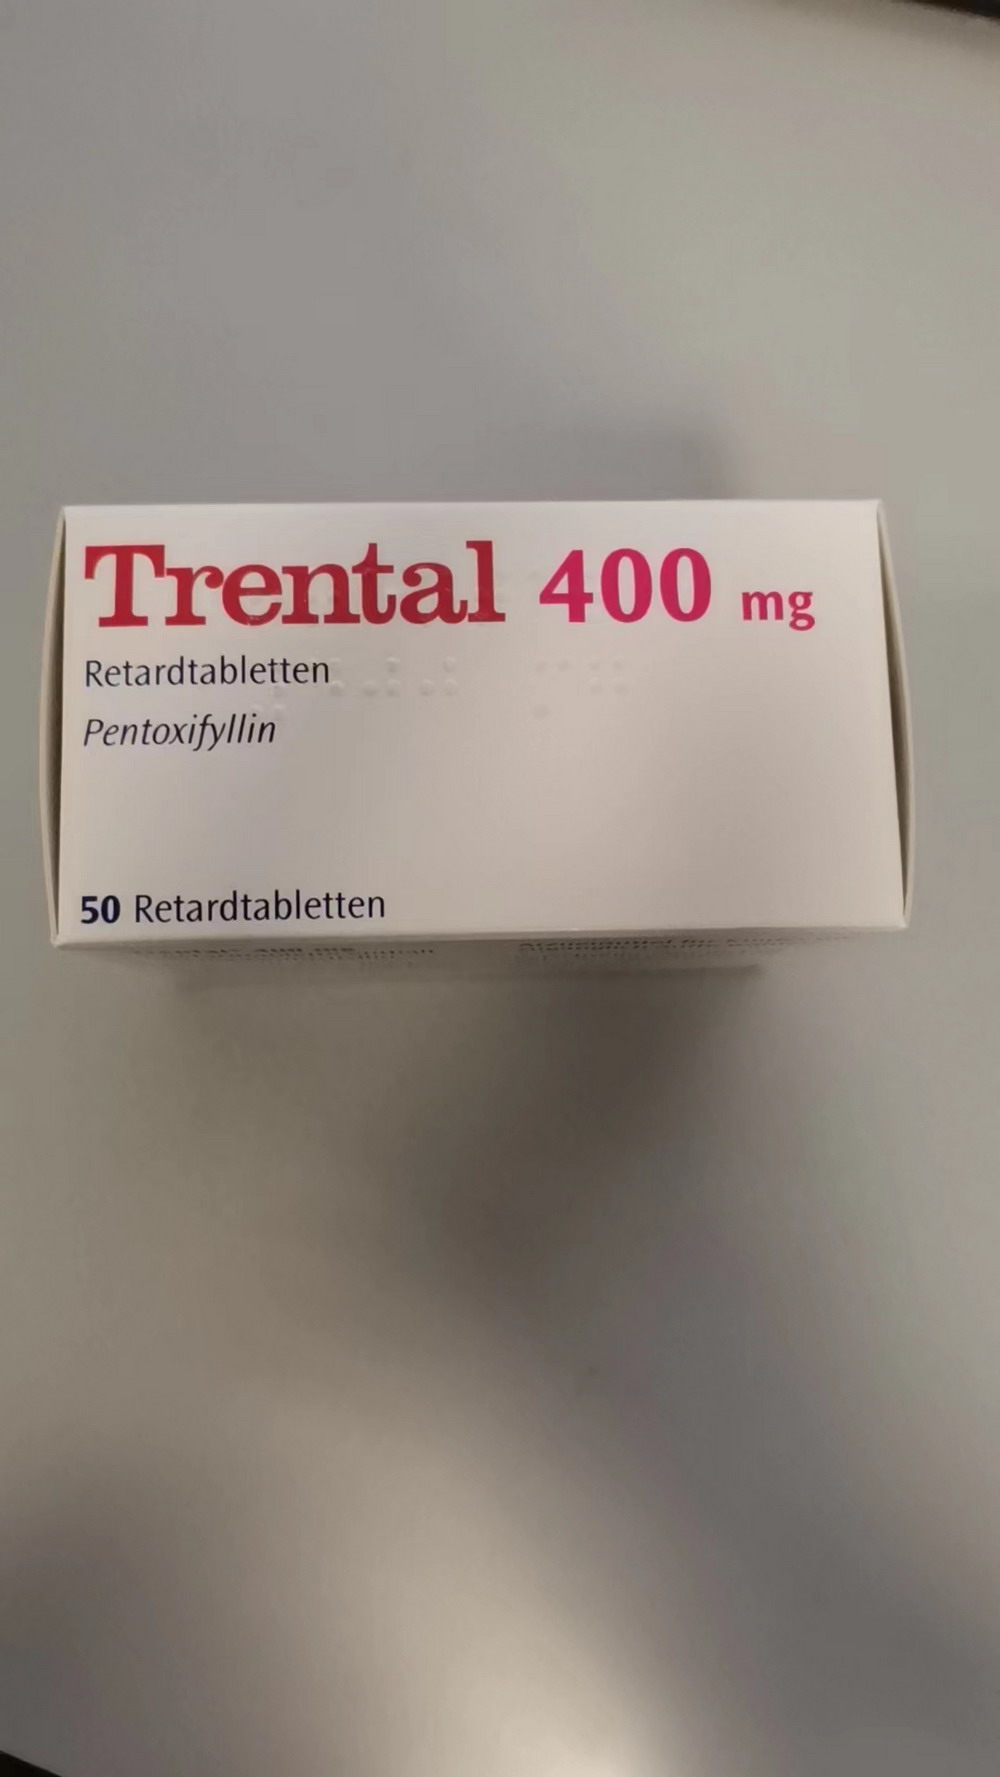 Trental 400 mg
Retardtabletten
Pentoxifyllin
50 Retardtabletten